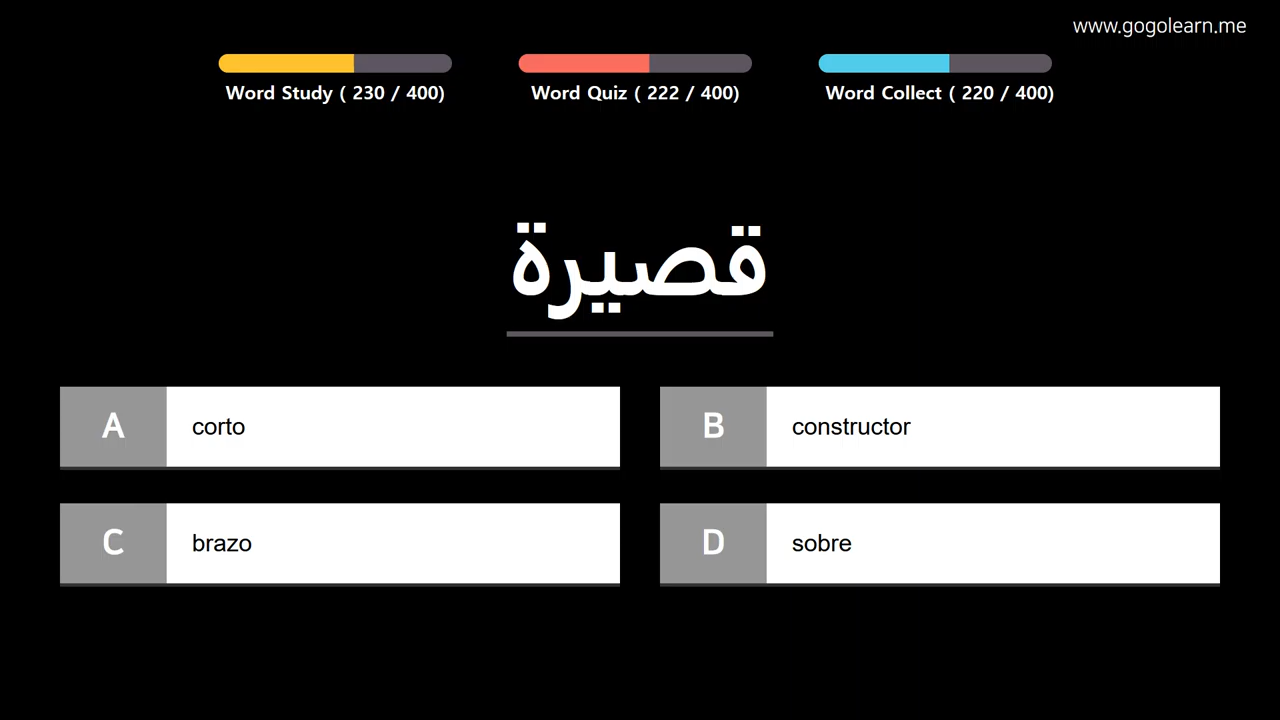 www.gogolearn.me
Word Study ( 230 / 400)
Word Quiz ( 222 / 400)
Word Collect ( 220 / 400)
قصيرة
A corto
B constructor
C brazo
D sobre